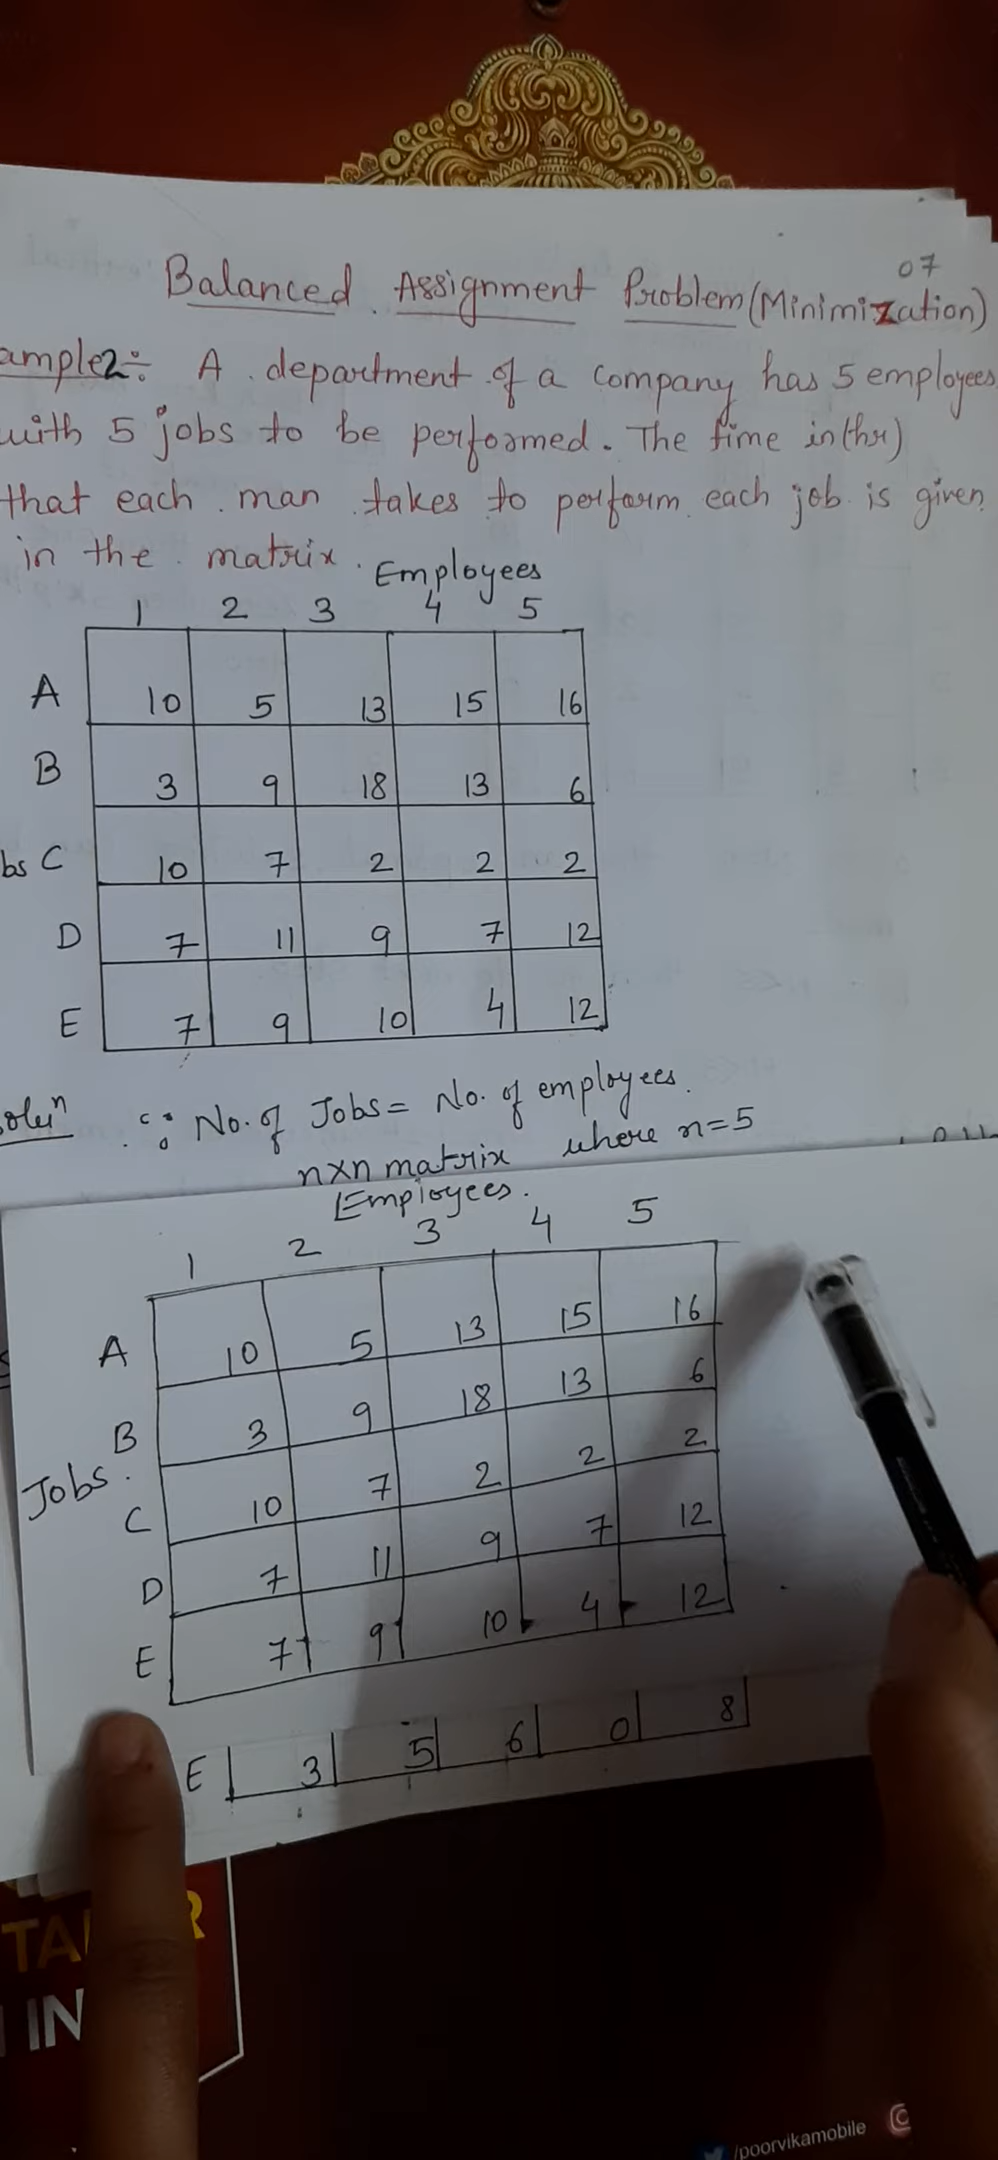 07
Balanced Assignment Problem (Minimization)
ample 2÷ A department of a company has 5 employees
with 5 jobs to be performed. The time in (hr)
that each man takes to perform each job is given
in the matrix. Employees
1 2 3 4 5
A 10 5 13 15 16
B 3 9 18 13 6
bs C 10 7 2 2 2
D 7 11 9 7 12
E 7 9 10 4 12
olun ∵ No. of Jobs = No. of employees.
n×n matrix where n=5
Employees.
1 2 3 4 5
A 10 5 13 15 16
B 3 9 18 13 6
Jobs.
C 10 7 2 2 2
D 7 11 9 7 12
E 7 9 10 4 12
E 3 5 6 0 8
IN
/poorvikamobile